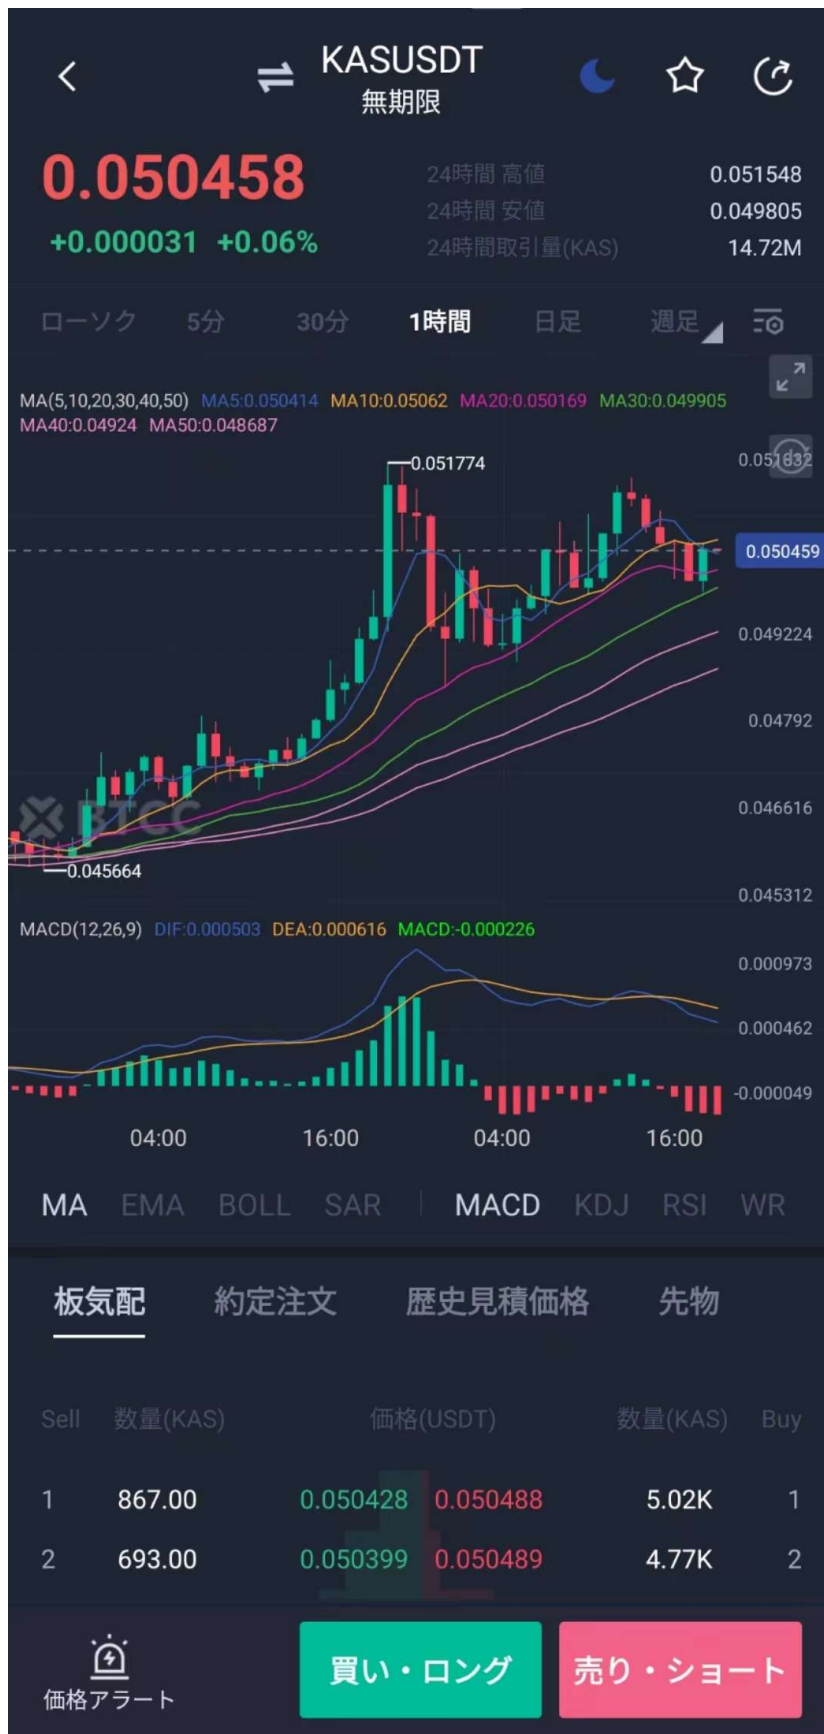 KASUSDT
無期限
0.050458
+0.000031 +0.06%
24時間 高値 0.051548
24時間 安値 0.049805
24時間取引量(KAS) 14.72M
ローソク 5分 30分 1時間 日足 週足
MA(5,10,20,30,40,50) MA5:0.050414 MA10:0.05062 MA20:0.050169 MA30:0.049905
MA40:0.04924 MA50:0.048687
0.051774
0.050459
0.049224
0.04792
BTCC
0.046616
0.045664
0.045312
MACD(12,26,9) DIF:0.000503 DEA:0.000616 MACD:-0.000226
0.000973
0.000462
-0.000049
04:00 16:00 04:00 16:00
MA EMA BOLL SAR MACD KDJ RSI WR
板気配 約定注文 歴史見積価格 先物
Sell 数量(KAS) 価格(USDT) 数量(KAS) Buy
1 867.00 0.050428 0.050488 5.02K 1
2 693.00 0.050399 0.050489 4.77K 2
価格アラート
買い・ロング
売り・ショート